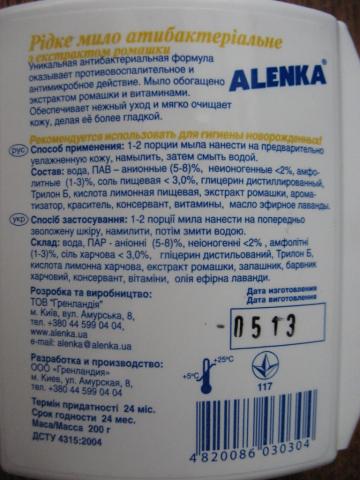 Рідке мило атибактеріальне
з екстрактом ромашки
Уникальная антибактериальная формула
оказывает противовоспалительное и
антимикробное действие. Мыло обогащено
экстрактом ромашки и витаминами.
Обеспечивает нежный уход и мягко очищает
кожу, делая её более гладкой.
ALENKA®
Рекомендуется использовать для гигиены новорожденных!
рус Способ применения: 1-2 порции мыла нанести на предварительно
увлажненную кожу, намылить, затем смыть водой.
Состав: вода, ПАВ – анионные (5-8)%, неионогенные <2%, амфо-
литные (1-3)%, соль пищевая < 3,0%, глицерин дистиллированный,
Трилон Б, кислота лимонная пищевая, экстракт ромашки, арома-
тизатор, краситель, консервант, витамины, масло эфирное лаванды.
укр Спосіб застосування: 1-2 порції мила нанести на попередньо
зволожену шкіру, намилити, потім змити водою.
Склад: вода, ПАР - аніонні (5-8)%, неіоногенні <2% , амфолітні
(1-3)%, сіль харчова < 3,0%, гліцерин дистильований, Трилон Б,
кислота лимонна харчова, екстракт ромашки, запашник, барвник
харчовий, консервант, вітаміни, олія ефірна лаванди.
Розробка та виробництво:
ТОВ "Гренландія"
м. Київ, вул. Амурська, 8,
тел. +380 44 599 04 04,
www.alenka.ua
e-mail: alenka@alenka.ua
Дата изготовления
Дата виготовлення
0513
Разработка и производство:
ООО «Гренландия»
м. Киев, ул. Амурская, 8,
тел. +380 44 599 04 04
+5°C
+25°C
117
Термін придатності 24 міс.
Срок годности 24 мес.
Маса/Масса 200 г
ДСТУ 4315:2004
4 820086 030304